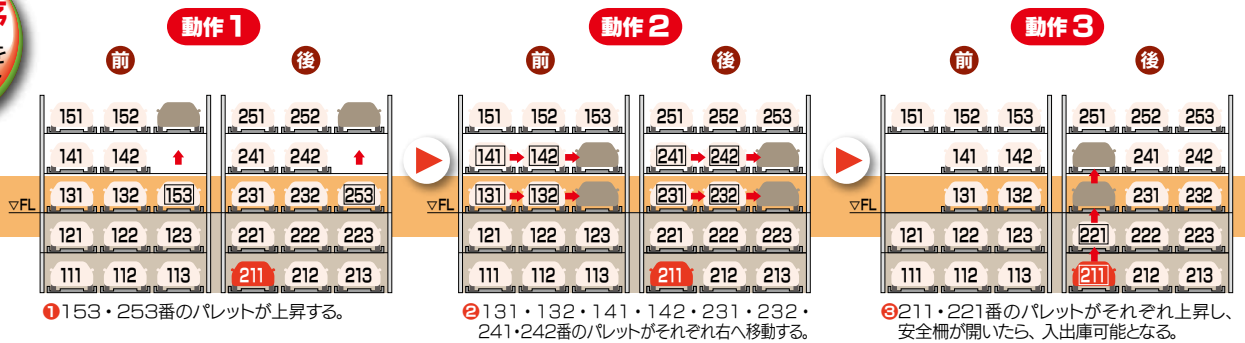 動作1
前 後
151 152 251 252
141 142 241 242
131 132 153 231 232 253
▽FL
121 122 123 221 222 223
111 112 113 211 212 213
❶153・253番のパレットが上昇する。
動作2
前 後
151 152 153 251 252 253
141 142 241 242
131 132 231 232
▽FL
121 122 123 221 222 223
111 112 113 211 212 213
❷131・132・141・142・231・232・
241・242番のパレットがそれぞれ右へ移動する。
動作3
前 後
151 152 153 251 252 253
141 142 241 242
131 132 231 232
▽FL
121 122 123 221 222 223
111 112 113 211 212 213
❸211・221番のパレットがそれぞれ上昇し、
安全柵が開いたら、入出庫可能となる。